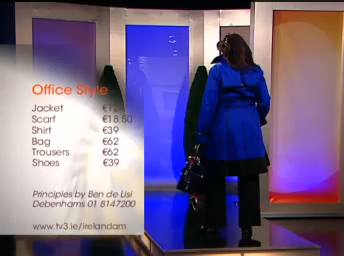 Office Style
Jacket
Scarf €18.50
Shirt €39
Bag €62
Trousers €62
Shoes €39
Principles by Ben de Lisi
Debenhams 01 8147200
www.tv3.ie/irelandam